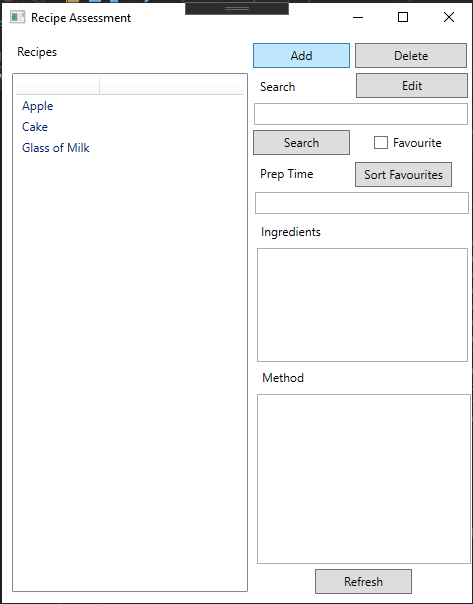 Recipe Assessment
Recipes
Add
Delete
Search
Edit
Apple
Cake
Glass of Milk
Search
Favourite
Prep Time
Sort Favourites
Ingredients
Method
Refresh